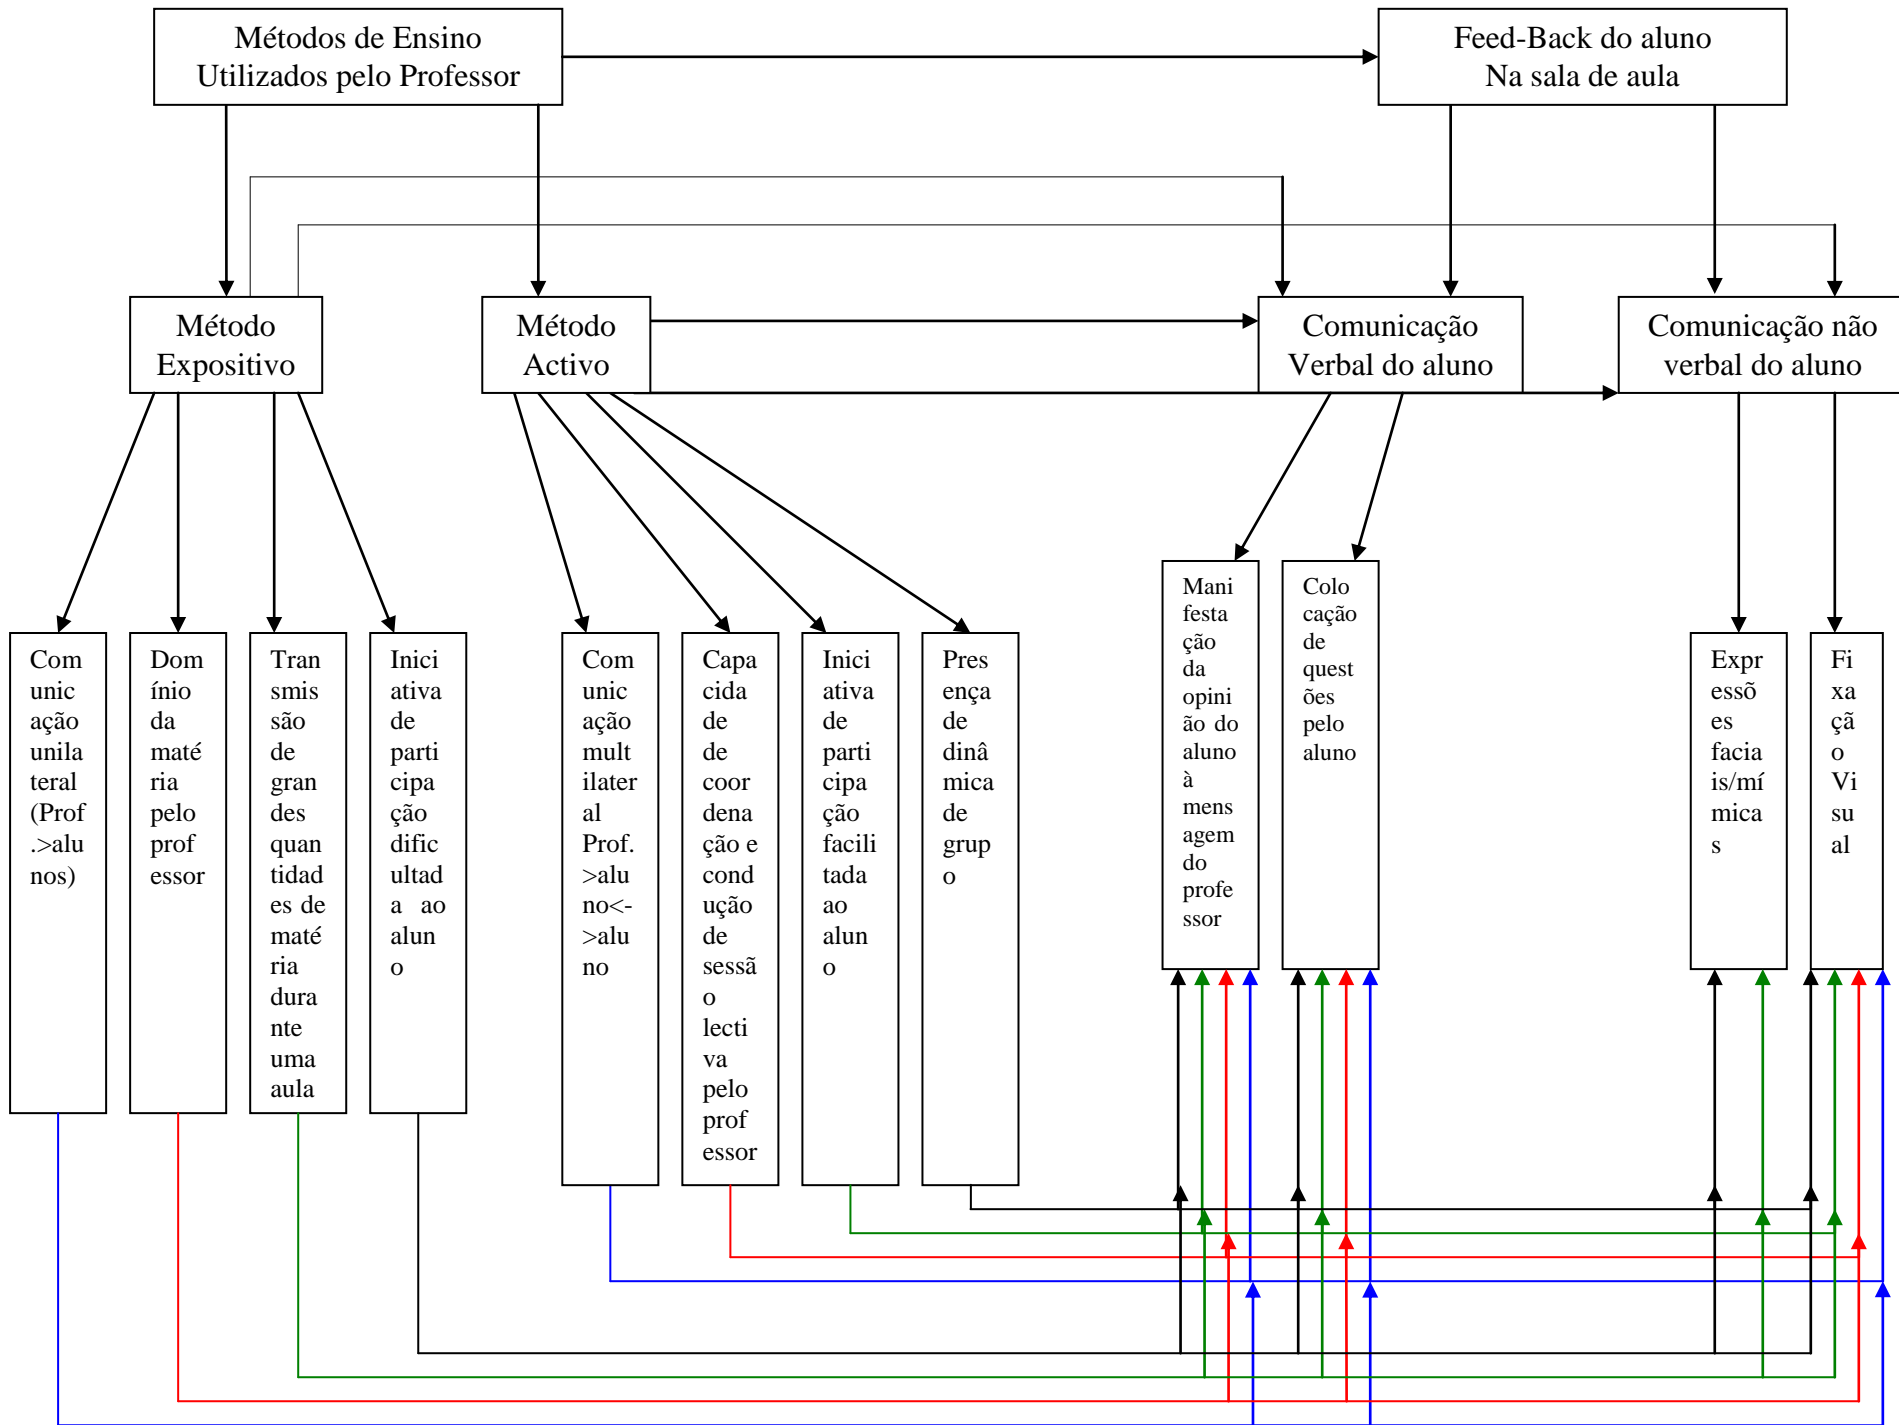 Métodos de Ensino
Utilizados pelo Professor
Feed-Back do aluno
Na sala de aula
Método
Expositivo
Método
Activo
Comunicação
Verbal do aluno
Comunicação não
verbal do aluno
Com
unic
ação
unila
teral
(Prof
.>alu
nos)
Dom
ínio
da
maté
ria
pelo
prof
essor
Tran
smis
são
de
gran
des
quan
tidad
es de
maté
ria
dura
nte
uma
aula
Inici
ativa
de
parti
cipa
ção
dific
ultad
a ao
alun
o
Com
unic
ação
mult
ilater
al
Prof.
>alu
no<-
>alu
no
Capa
cida
de
de
coor
dena
ção e
cond
ução
de
sessã
o
lecti
va
pelo
prof
essor
Inici
ativa
de
parti
cipa
ção
facili
tada
ao
alun
o
Pres
ença
de
dinâ
mica
de
grup
o
Mani
festa
ção
da
opini
ão do
aluno
à
mens
agem
do
profe
ssor
Colo
cação
de
quest
ões
pelo
aluno
Expr
essõ
es
facia
is/mí
mica
s
Fi
xa
çã
o
Vi
su
al